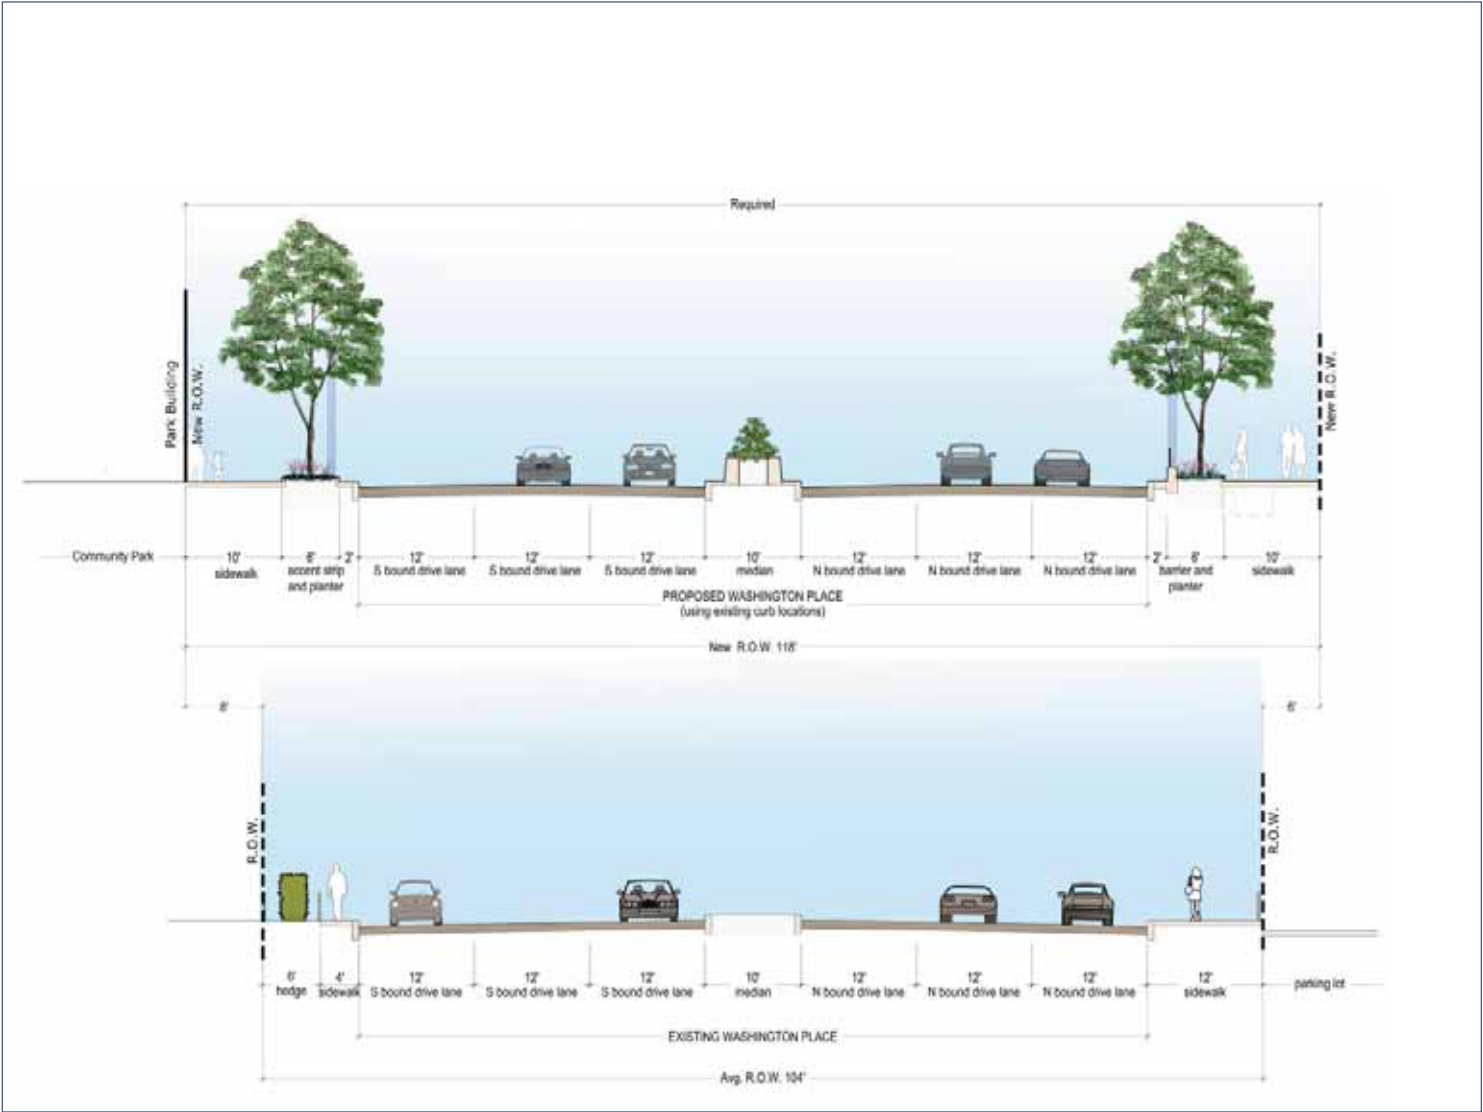 Required
Park Building
New R.O.W.
New R.O.W.
Community Park
10'
sidewalk
6'
accent strip
and planter
2'
12'
S bound drive lane
12'
S bound drive lane
12'
S bound drive lane
10'
median
12'
N bound drive lane
12'
N bound drive lane
12'
N bound drive lane
2'
6'
barrier and
planter
10'
sidewalk
PROPOSED WASHINGTON PLACE
(using existing curb locations)
New R.O.W. 118'
8'
6'
R.O.W.
R.O.W.
6'
hedge
4'
sidewalk
12'
S bound drive lane
12'
S bound drive lane
12'
S bound drive lane
10'
median
12'
N bound drive lane
12'
N bound drive lane
12'
N bound drive lane
12'
sidewalk
parking lot
EXISTING WASHINGTON PLACE
Avg. R.O.W. 104'